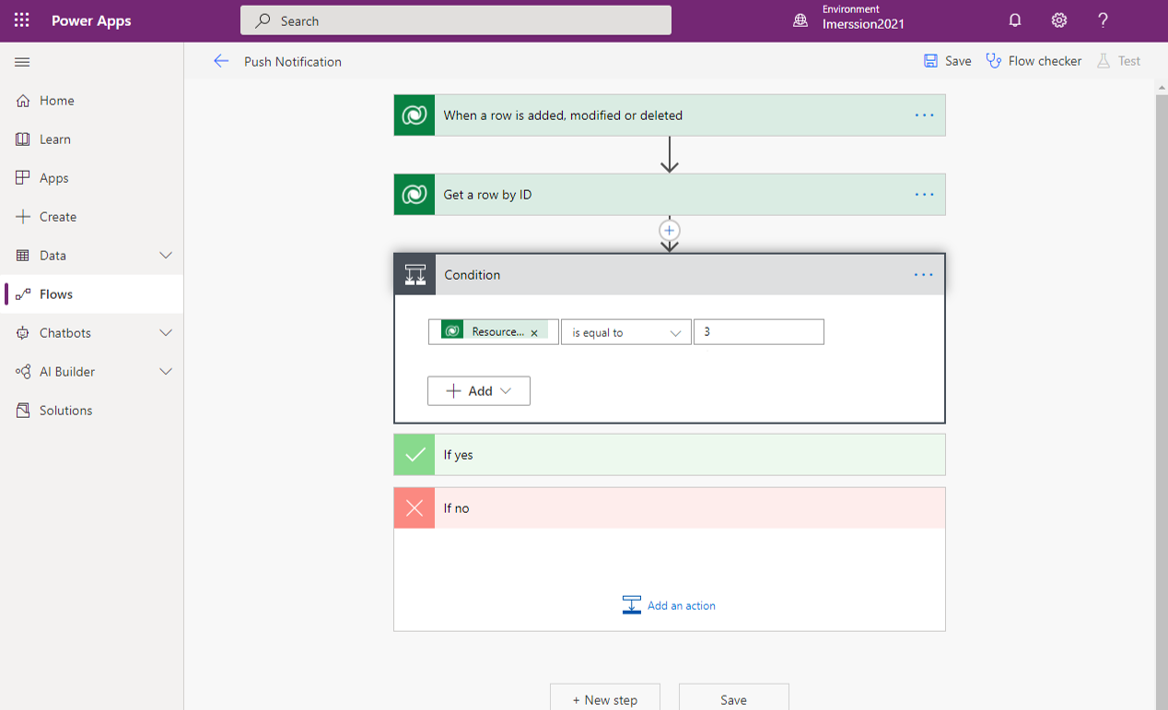 Power Apps
Search
Environment
Imerssion2021
?
Push Notification
Save
Flow checker
Test
Home
Learn
Apps
Create
Data
Flows
Chatbots
AI Builder
Solutions
When a row is added, modified or deleted
...
Get a row by ID
...
Condition
...
Resource... x
is equal to
3
+ Add
If yes
If no
Add an action
+ New step
Save